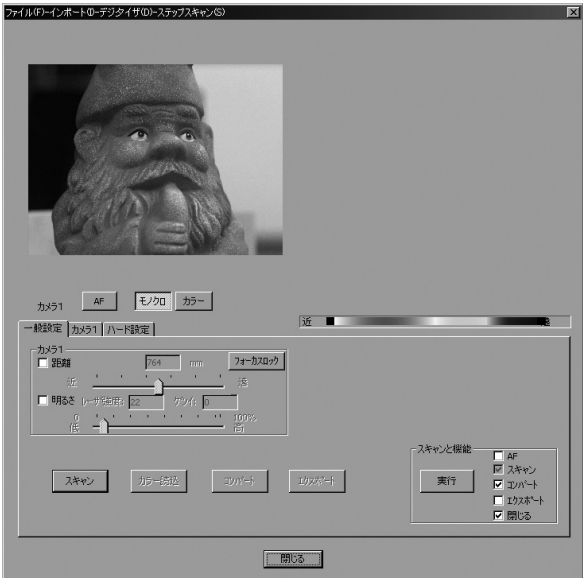 ファイル(F)-インポート(I)-デジタイザ(D)-ステップスキャン(S)
カメラ1 AF モノクロ カラー
近 遠
一般設定 カメラ1 ハード設定
カメラ1
距離 764 mm フォーカスロック
近 遠
明るさ レーザ強度: 22 ゲイン: 0
0 100%
低 高
スキャンと機能
AF
スキャン カラー読込 コンバート エクスポート 実行 スキャン
コンバート
エクスポート
閉じる
閉じる